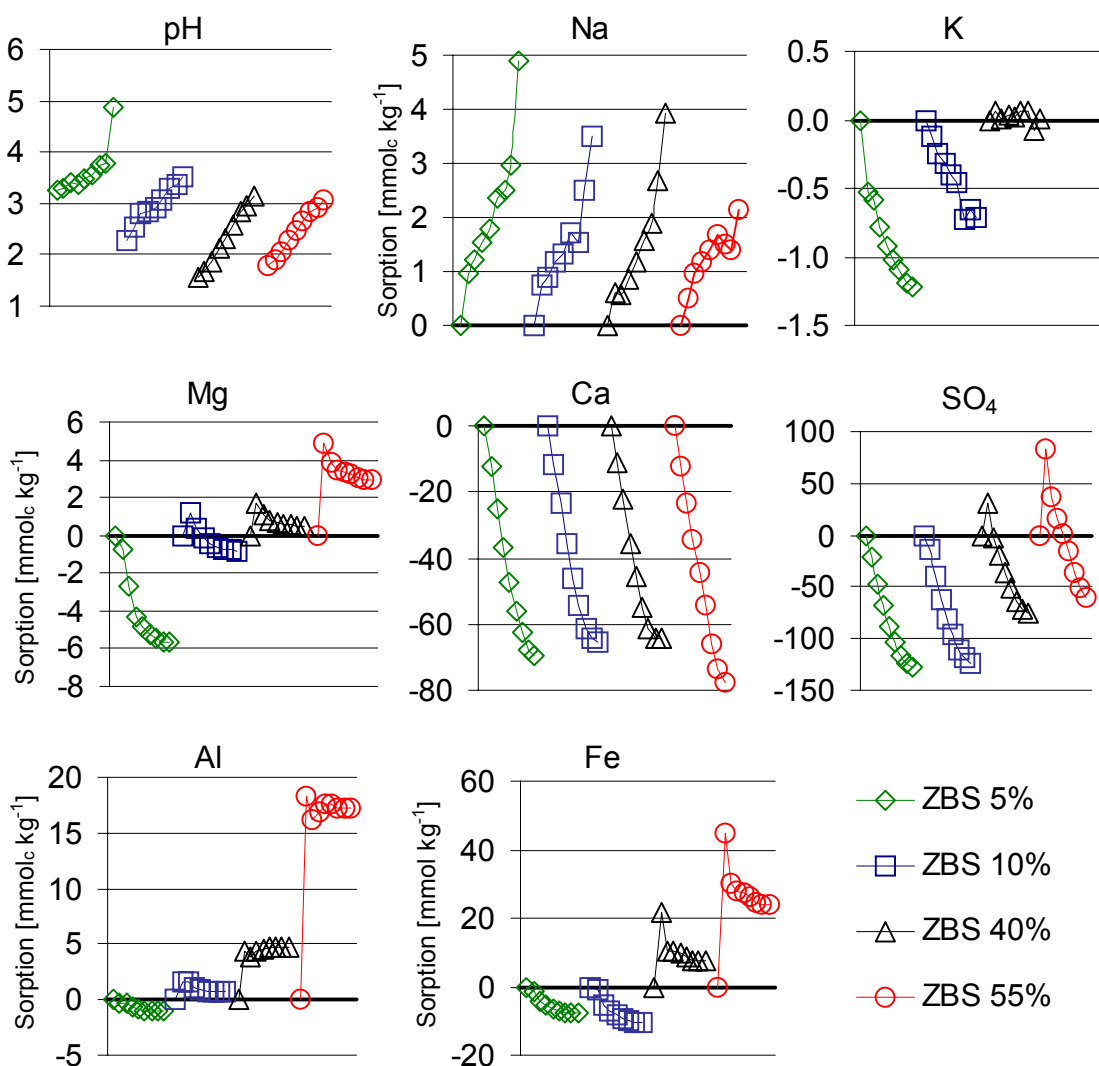 pH
6
5
4
3
2
1
Na
Sorption [mmolc kg-1]
5
4
3
2
1
0
K
0.5
0.0
-0.5
-1.0
-1.5
Mg
Sorption [mmolc kg-1]
6
4
2
0
-2
-4
-6
-8
Ca
0
-20
-40
-60
-80
SO4
100
50
0
-50
-100
-150
Al
Sorption [mmolc kg-1]
20
15
10
5
0
-5
Fe
Sorption [mmol kg-1]
60
40
20
0
-20
ZBS 5%
ZBS 10%
ZBS 40%
ZBS 55%